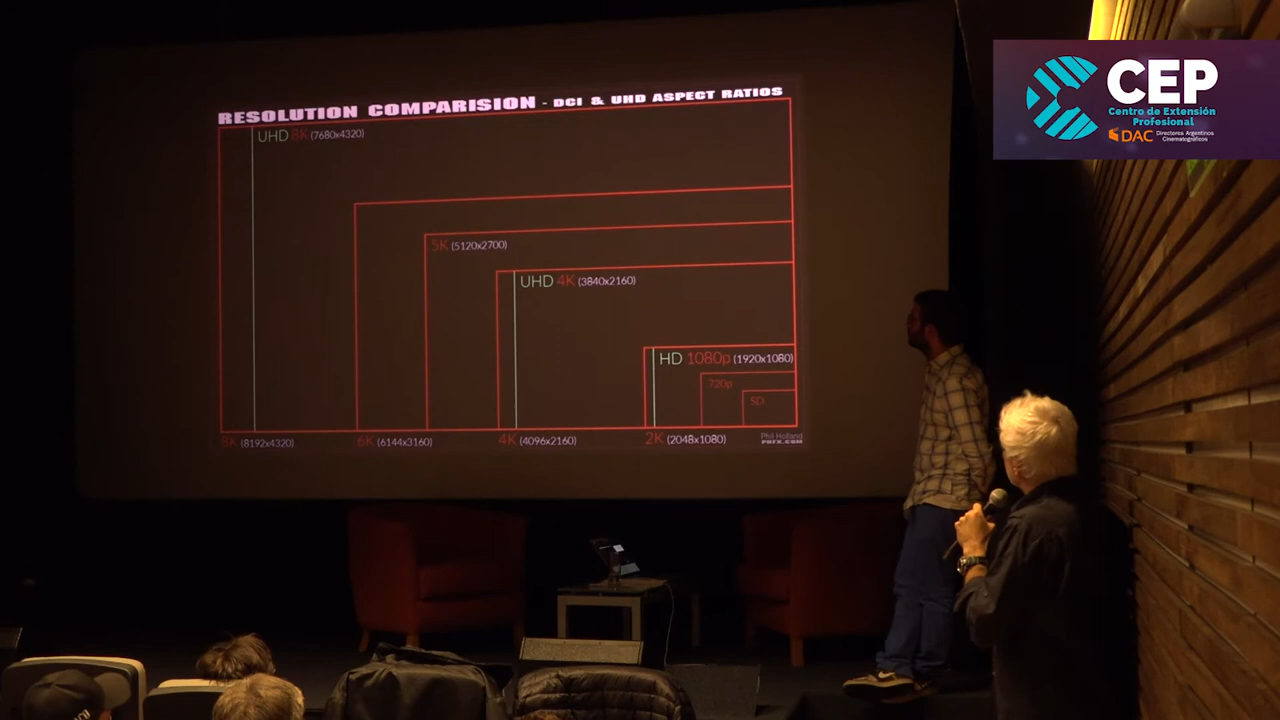 RESOLUTION COMPARISION - DCI & UHD ASPECT RATIOS
UHD 8K (7680x4320)
5K (5120x2700)
UHD 4K (3840x2160)
HD 1080p (1920x1080)
720p
SD
8K (8192x4320)
6K (6144x3160)
4K (4096x2160)
2K (2048x1080)
Phil Holland
PHFX.COM
CEP
Centro de Extensión
Profesional
DAC Directores Argentinos
Cinematográficos